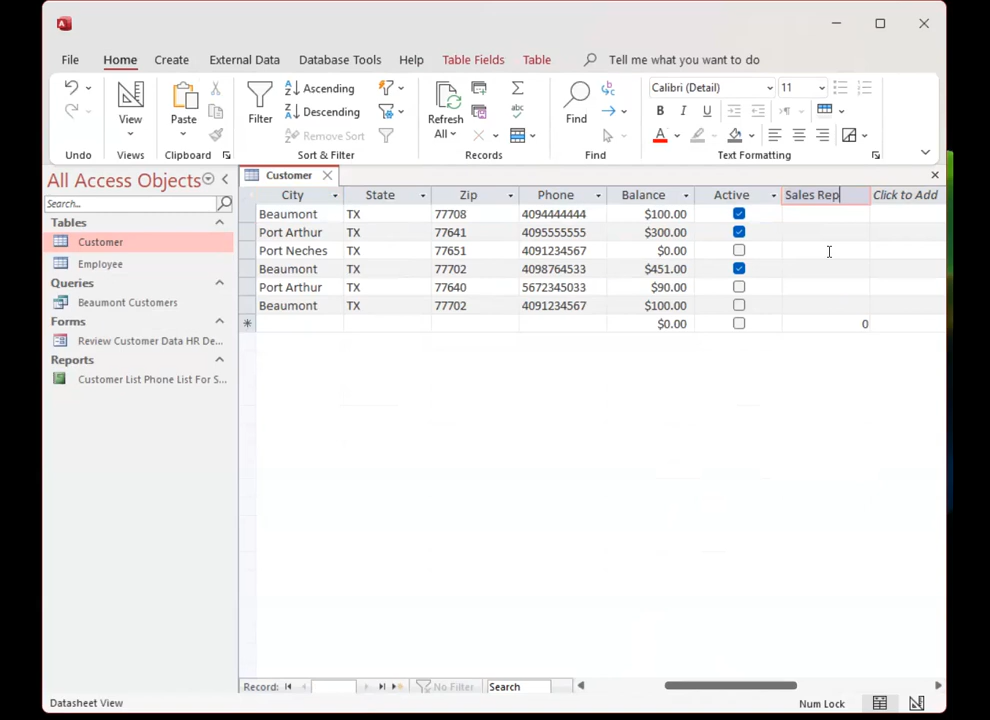 File Home Create External Data Database Tools Help Table Fields Table Tell me what you want to do
View
Paste
Filter
Ascending
Descending
Remove Sort
Refresh
All
Find
Calibri (Detail) 11
B I U
A
Undo Views Clipboard Sort & Filter Records Find Text Formatting
All Access Objects
Search...
Tables
Customer
Employee
Queries
Beaumont Customers
Forms
Review Customer Data HR De...
Reports
Customer List Phone List For S...
Customer
City State Zip Phone Balance Active Sales Rep Click to Add
Beaumont TX 77708 4094444444 $100.00
Port Arthur TX 77641 4095555555 $300.00
Port Neches TX 77651 4091234567 $0.00
Beaumont TX 77702 4098764533 $451.00
Port Arthur TX 77640 5672345033 $90.00
Beaumont TX 77702 4091234567 $100.00
$0.00 0
Record: No Filter Search
Datasheet View Num Lock